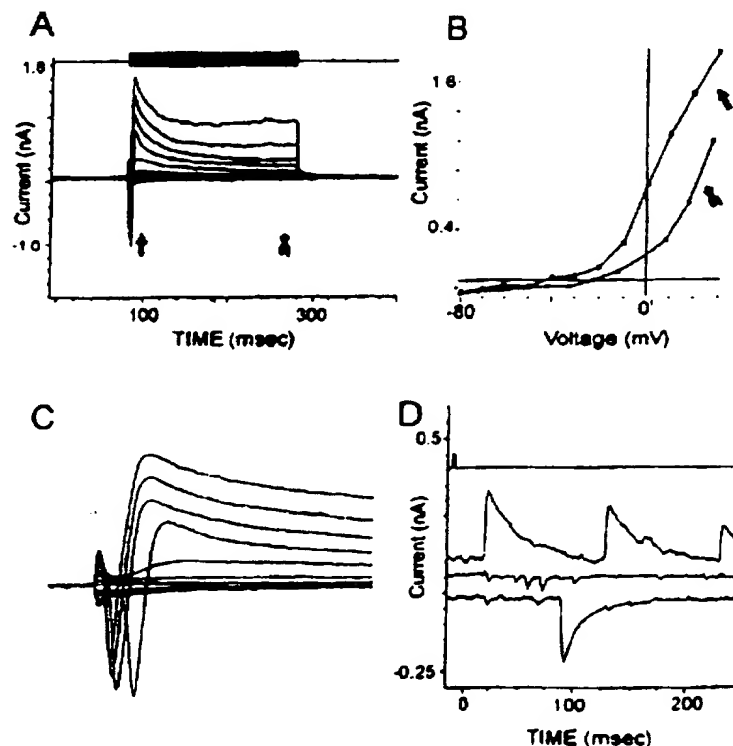 A
1.8
Current (nA)
-1.0
100
300
TIME (msec)
B
1.6
Current (nA)
0.4
-80
0
Voltage (mV)
C
D
0.5
Current (nA)
-0.25
0
100
200
TIME (msec)